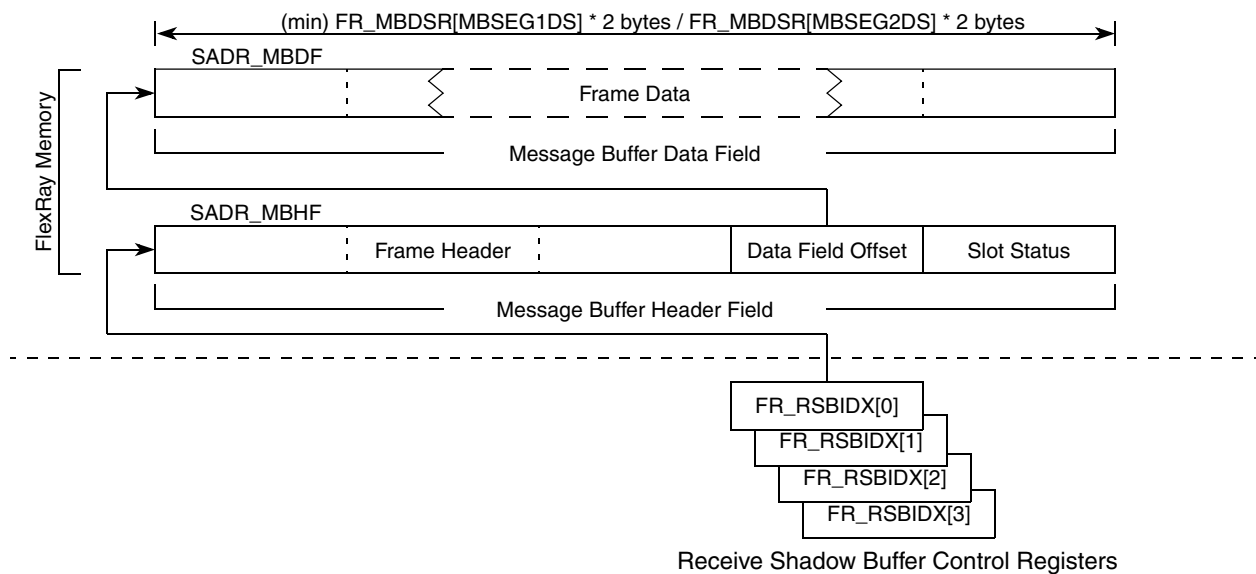 (min) FR_MBDSR[MBSEG1DS] * 2 bytes / FR_MBDSR[MBSEG2DS] * 2 bytes
SADR_MBDF
Frame Data
Message Buffer Data Field
FlexRay Memory
SADR_MBHF
Frame Header
Data Field Offset
Slot Status
Message Buffer Header Field
FR_RSBIDX[0]
FR_RSBIDX[1]
FR_RSBIDX[2]
FR_RSBIDX[3]
Receive Shadow Buffer Control Registers